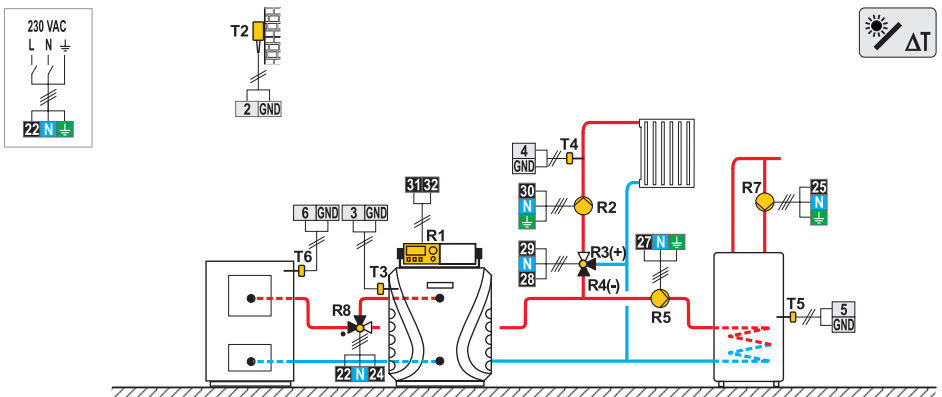 230 VAC
L N
22 N
T2
2 GND
ΔT
4
GND
T4
31 32
30
N
R2
R7
25
N
6 GND
3 GND
R1
29
N
28
R3(+)
R4(-)
27 N
T6
T3
R8
R5
T5
5
GND
22 N 24